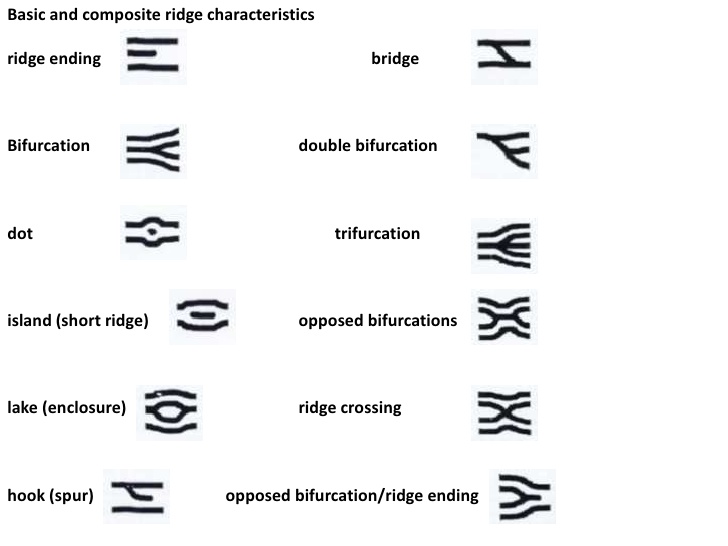 Basic and composite ridge characteristics
ridge ending
bridge
Bifurcation
double bifurcation
dot
trifurcation
island (short ridge)
opposed bifurcations
lake (enclosure)
ridge crossing
hook (spur)
opposed bifurcation/ridge ending